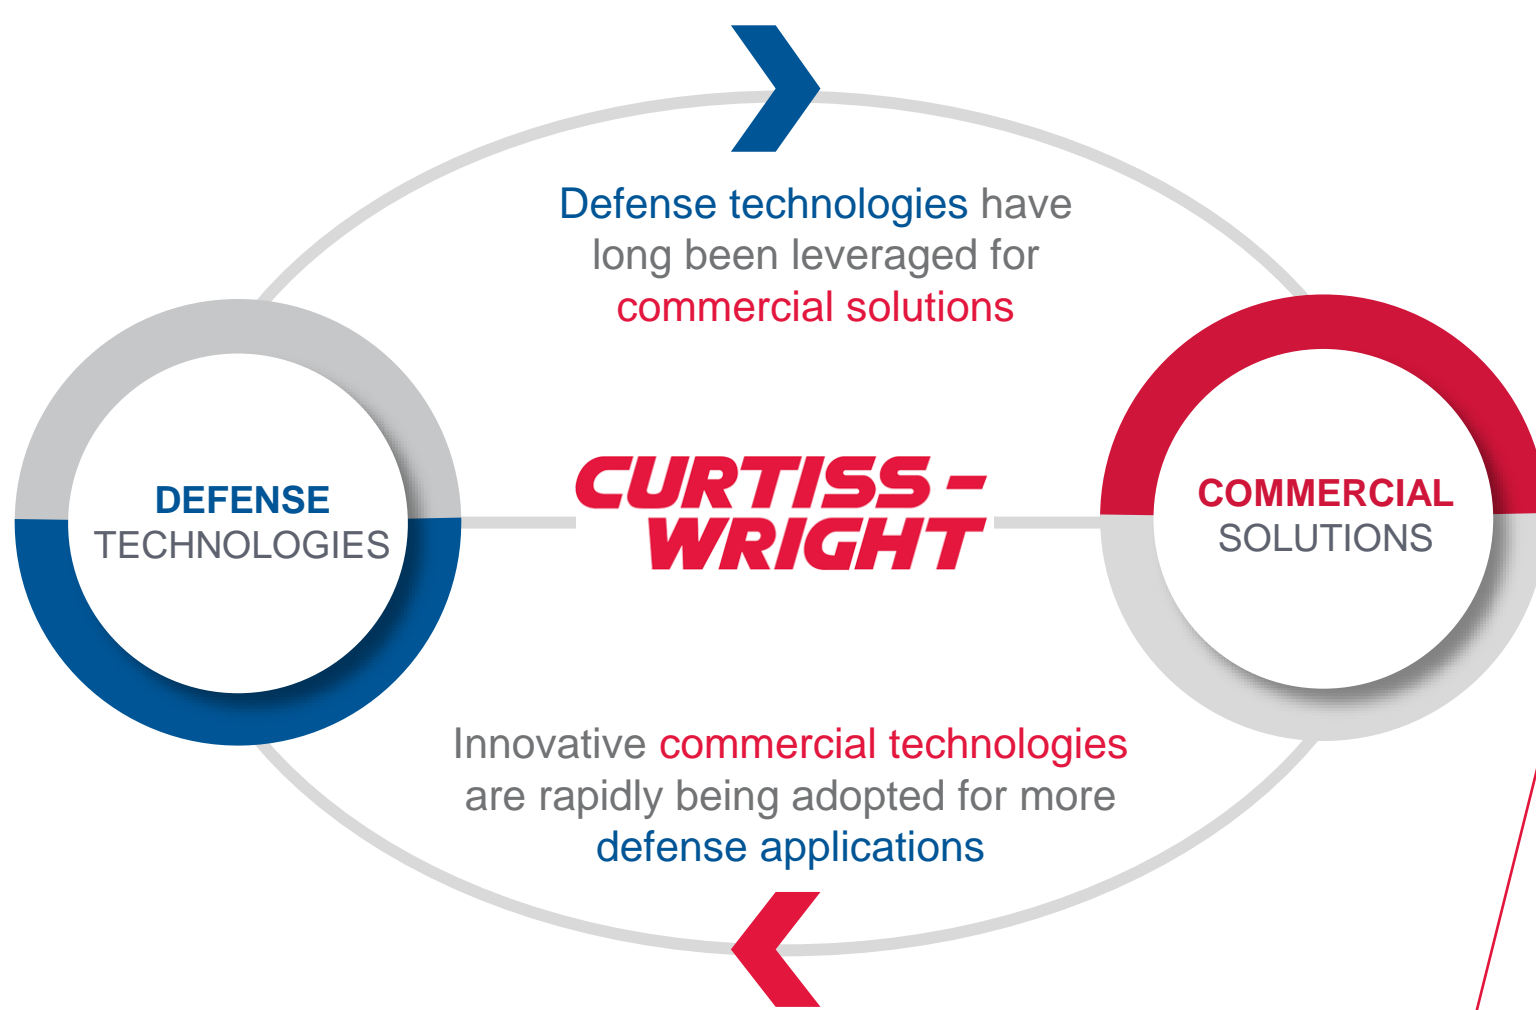 Defense technologies have
long been leveraged for
commercial solutions
DEFENSE
TECHNOLOGIES
CURTISS-
WRIGHT
COMMERCIAL
SOLUTIONS
Innovative commercial technologies
are rapidly being adopted for more
defense applications